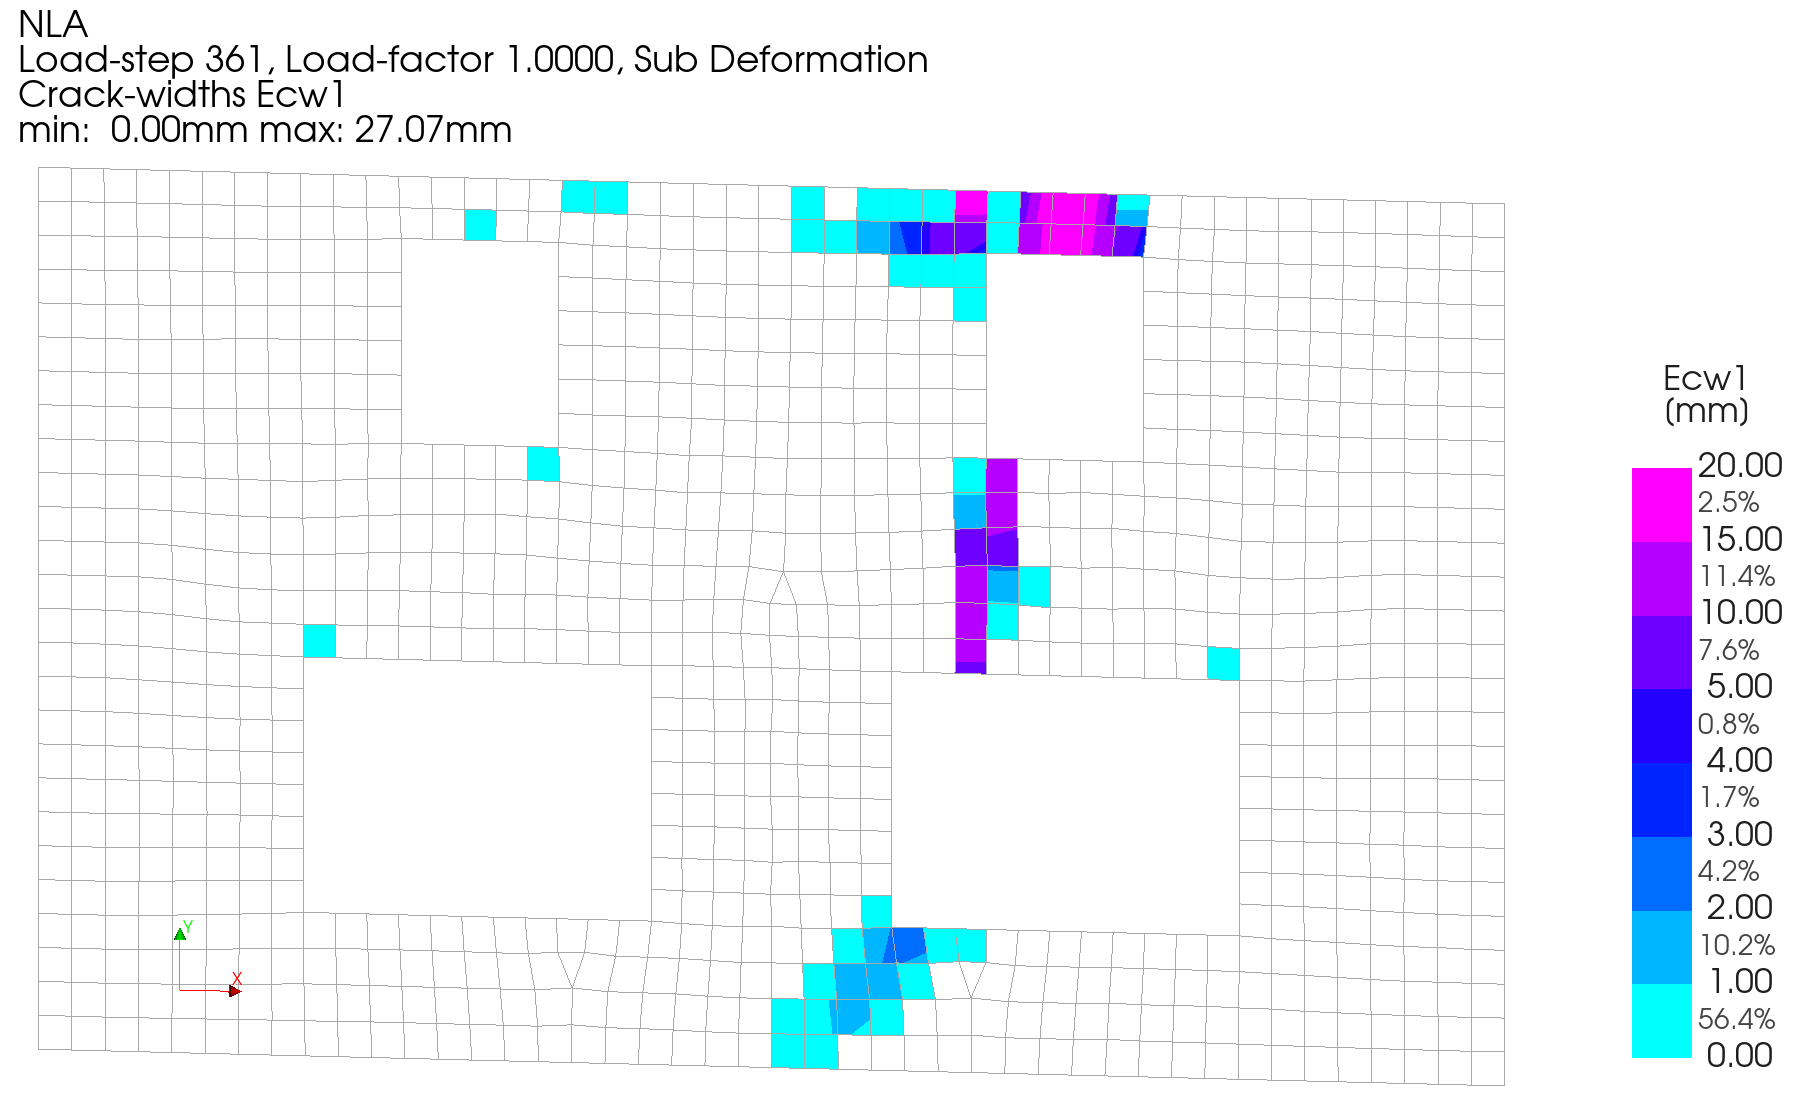 NLA
Load-step 361, Load-factor 1.0000, Sub Deformation
Crack-widths Ecw1
min:  0.00mm max: 27.07mm
Ecw1
(mm)
20.00
2.5%
15.00
11.4%
10.00
7.6%
5.00
0.8%
4.00
1.7%
3.00
4.2%
2.00
10.2%
1.00
56.4%
0.00
Y
X